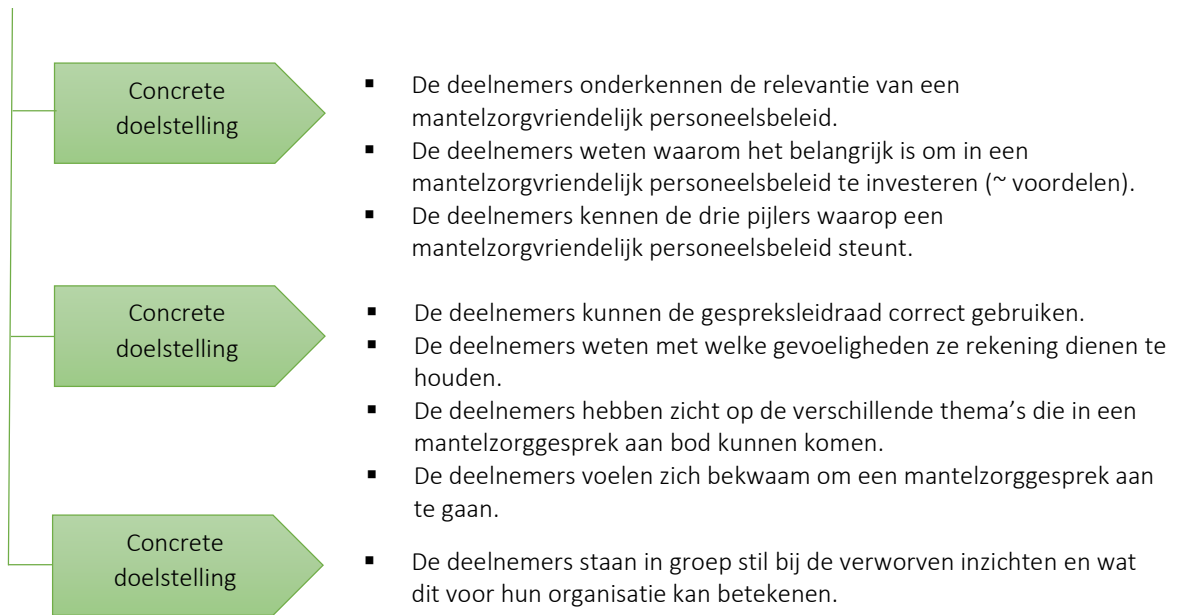 Concrete
doelstelling
▪ De deelnemers onderkennen de relevantie van een
mantelzorgvriendelijk personeelsbeleid.
▪ De deelnemers weten waarom het belangrijk is om in een
mantelzorgvriendelijk personeelsbeleid te investeren (~ voordelen).
▪ De deelnemers kennen de drie pijlers waarop een
mantelzorgvriendelijk personeelsbeleid steunt.
Concrete
doelstelling
▪ De deelnemers kunnen de gespreksleidraad correct gebruiken.
▪ De deelnemers weten met welke gevoeligheden ze rekening dienen te
houden.
▪ De deelnemers hebben zicht op de verschillende thema’s die in een
mantelzorggesprek aan bod kunnen komen.
▪ De deelnemers voelen zich bekwaam om een mantelzorggesprek aan
te gaan.
Concrete
doelstelling
▪ De deelnemers staan in groep stil bij de verworven inzichten en wat
dit voor hun organisatie kan betekenen.